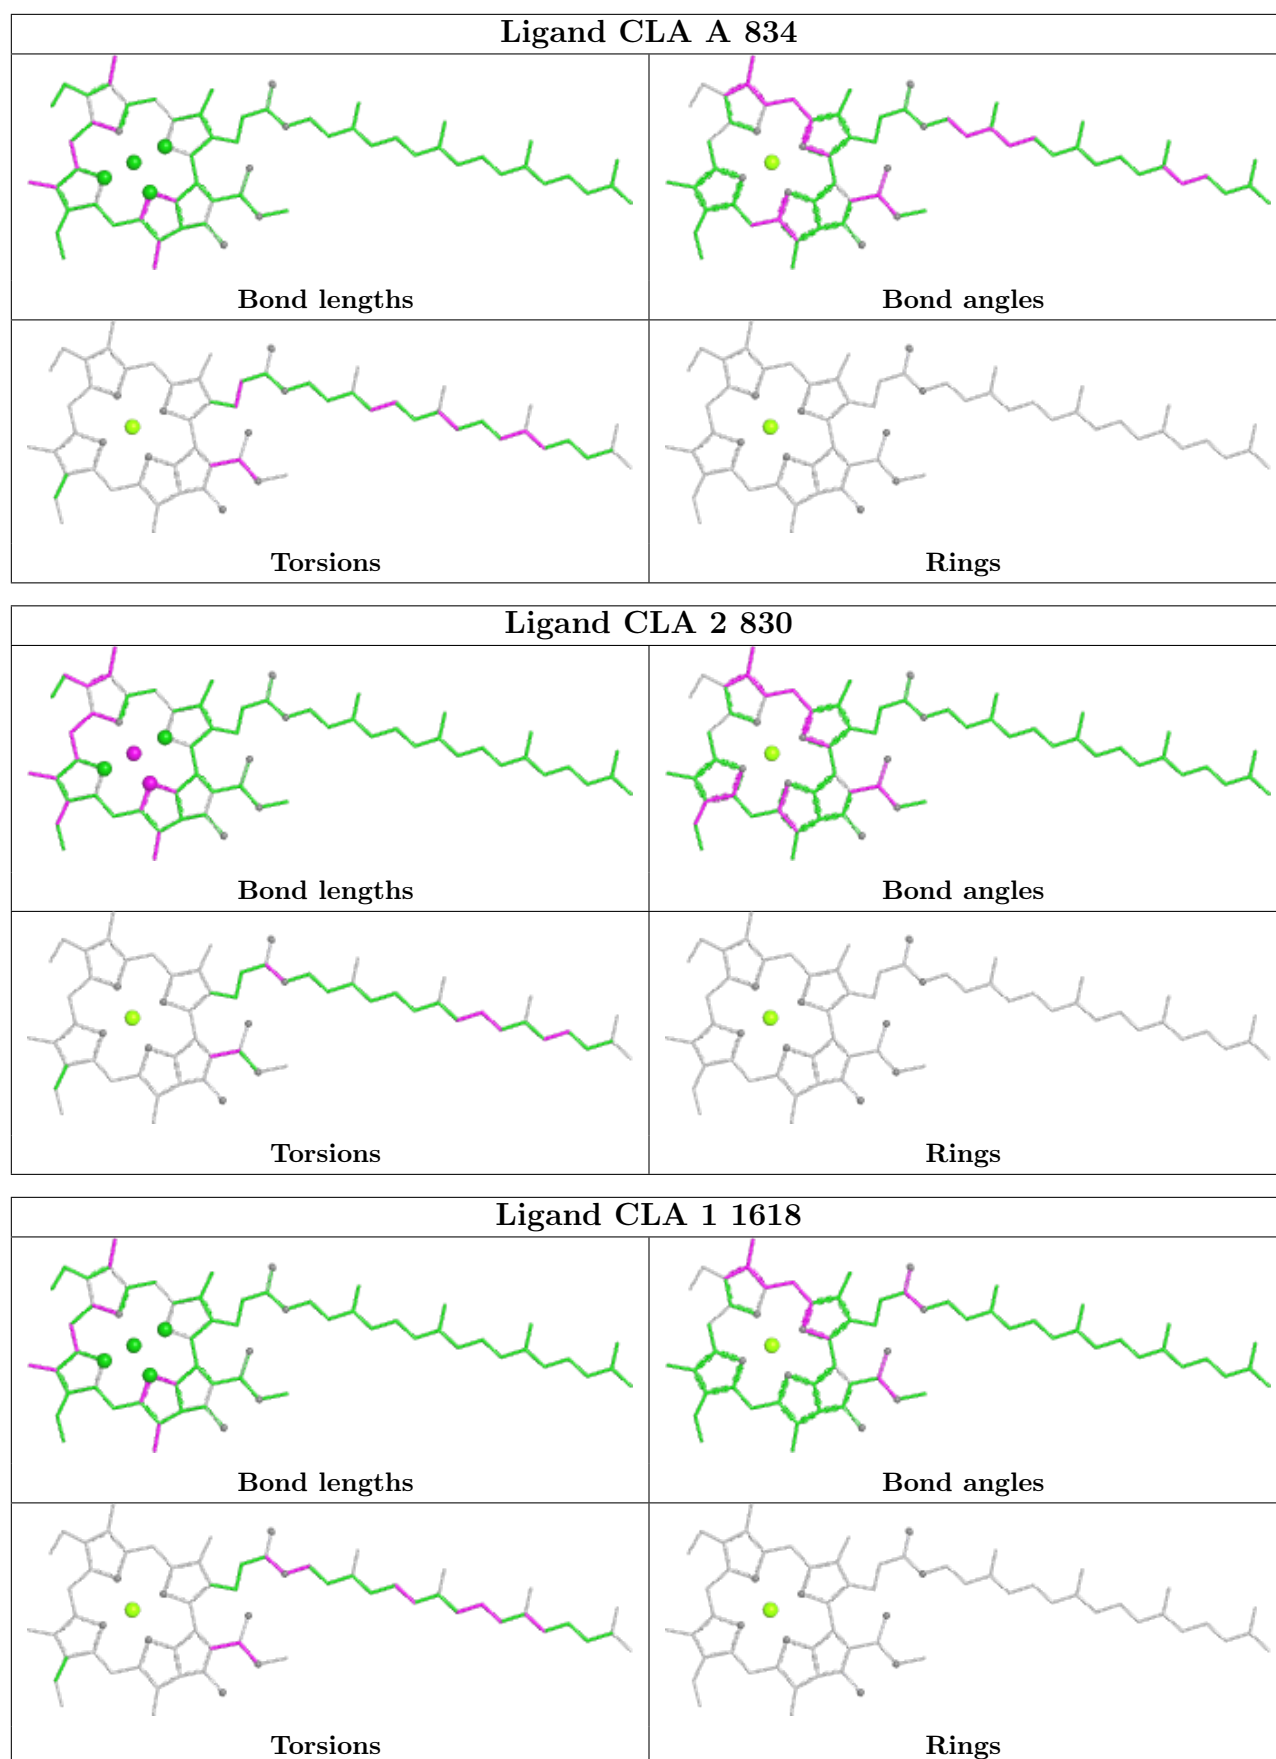 Ligand CLA A 834
Bond lengths
Bond angles
Torsions
Rings
Ligand CLA 2 830
Bond lengths
Bond angles
Torsions
Rings
Ligand CLA 1 1618
Bond lengths
Bond angles
Torsions
Rings